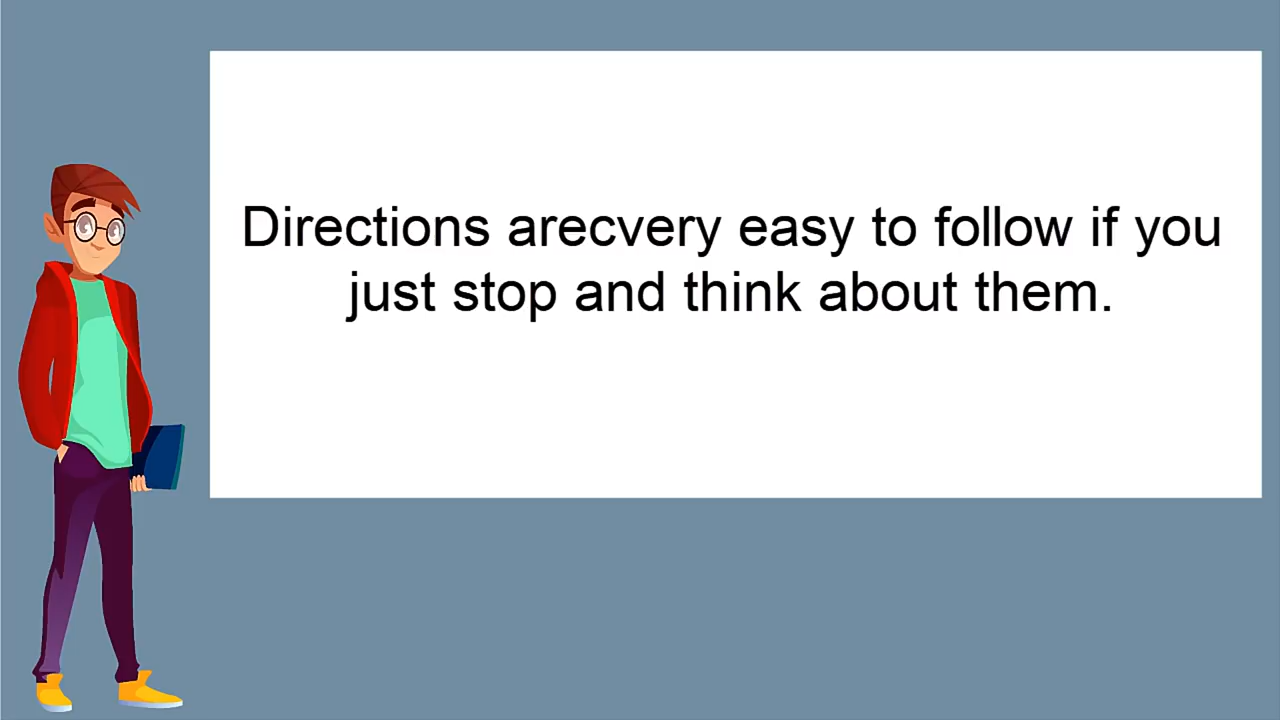 Directions arecvery easy to follow if you
just stop and think about them.